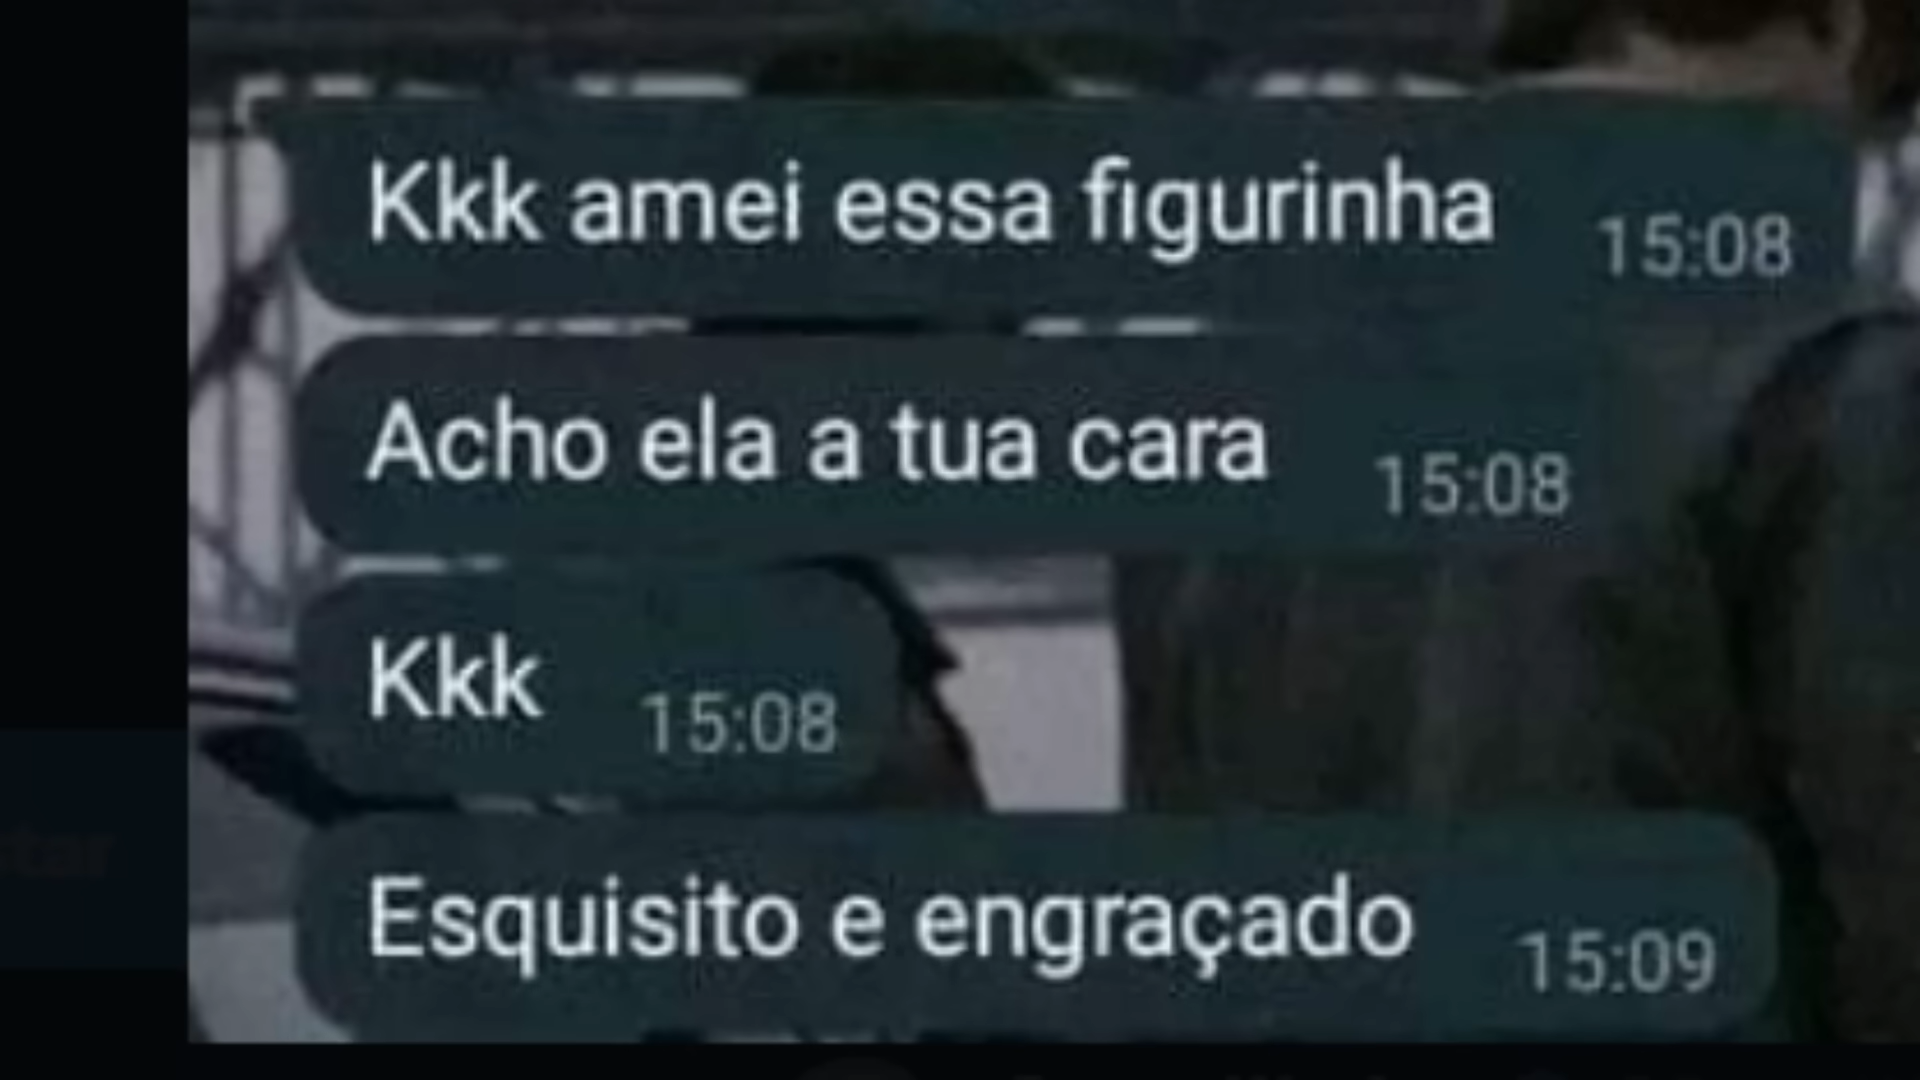 Kkk amei essa figurinha 15:08
Acho ela a tua cara 15:08
Kkk 15:08
Esquisito e engraçado 15:09